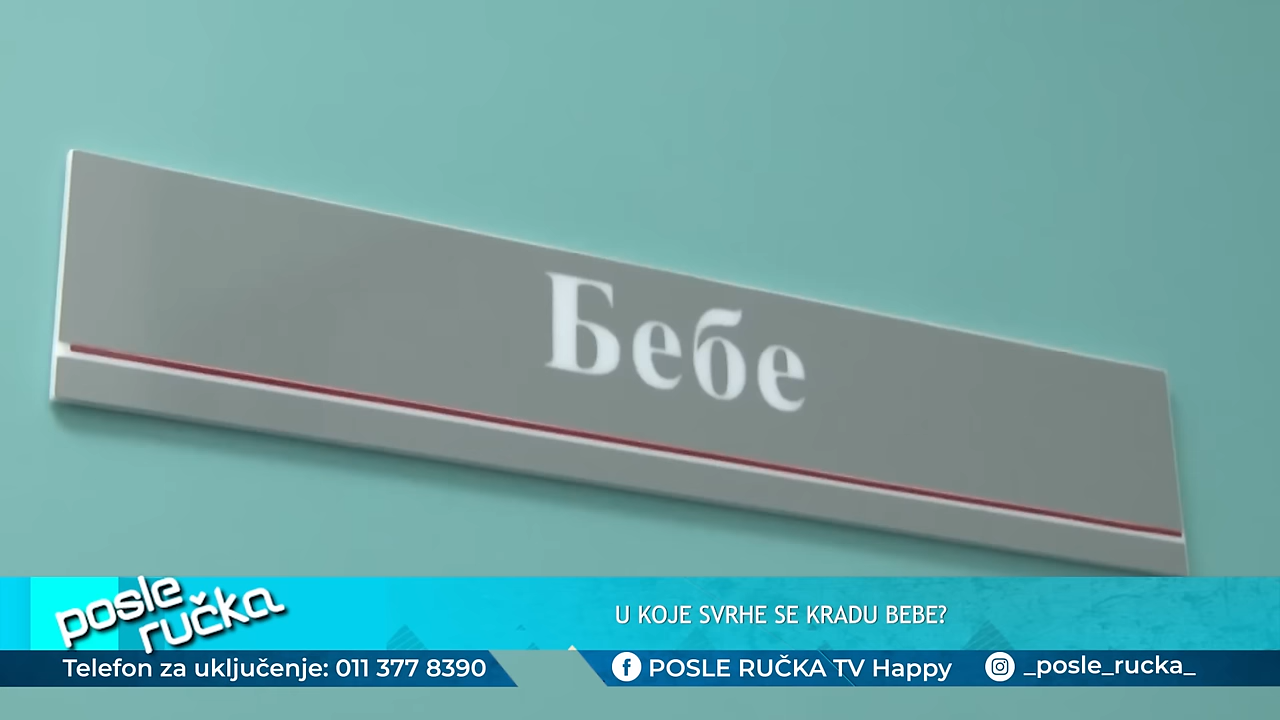 Бебе
posle
ručka
U KOJE SVRHE SE KRADU BEBE?
Telefon za uključenje: 011 377 8390
POSLE RUČKA TV Happy
_posle_rucka_